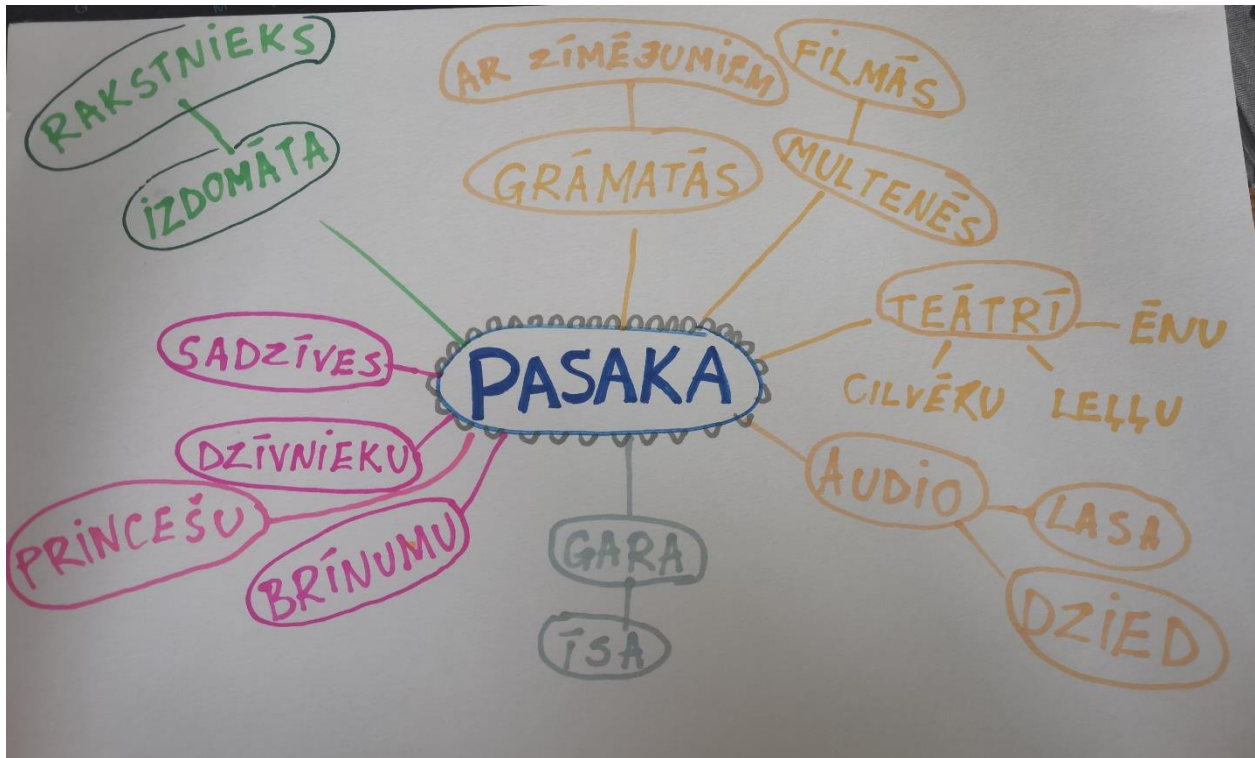 RAKSTNIEKS
IZDOMĀTA
AR ZĪMĒJUMIEM
GRĀMATĀS
FILMĀS
MULTENĒS
TEĀTRĪ
ĒNU
CILVĒKU
LEĻĻU
SADZĪVES
PASAKA
DZĪVNIEKU
PRINCEŠU
BRĪNUMU
GARA
ĪSA
AUDIO
LASA
DZIED